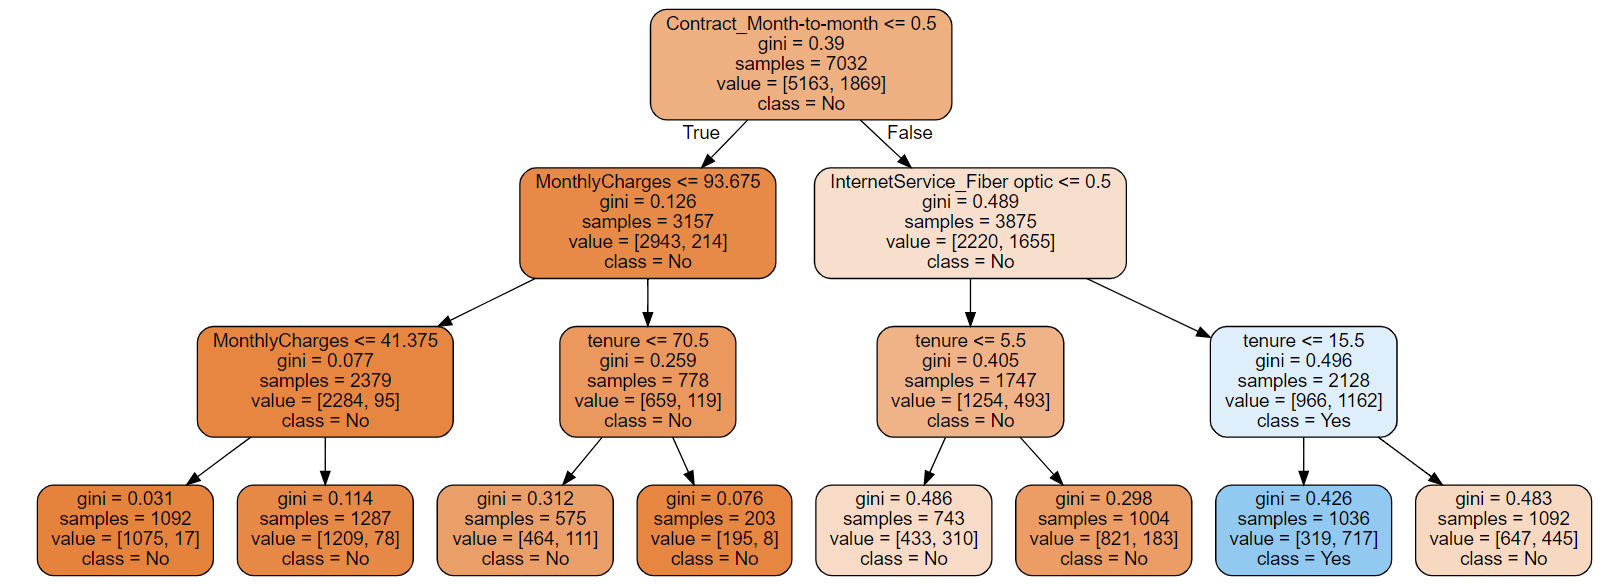 Contract_Month-to-month <= 0.5
gini = 0.39
samples = 7032
value = [5163, 1869]
class = No
True
False
MonthlyCharges <= 93.675
gini = 0.126
samples = 3157
value = [2943, 214]
class = No
InternetService_Fiber optic <= 0.5
gini = 0.489
samples = 3875
value = [2220, 1655]
class = No
MonthlyCharges <= 41.375
gini = 0.077
samples = 2379
value = [2284, 95]
class = No
tenure <= 70.5
gini = 0.259
samples = 778
value = [659, 119]
class = No
tenure <= 5.5
gini = 0.405
samples = 1747
value = [1254, 493]
class = No
tenure <= 15.5
gini = 0.496
samples = 2128
value = [966, 1162]
class = Yes
gini = 0.031
samples = 1092
value = [1075, 17]
class = No
gini = 0.114
samples = 1287
value = [1209, 78]
class = No
gini = 0.312
samples = 575
value = [464, 111]
class = No
gini = 0.076
samples = 203
value = [195, 8]
class = No
gini = 0.486
samples = 743
value = [433, 310]
class = No
gini = 0.298
samples = 1004
value = [821, 183]
class = No
gini = 0.426
samples = 1036
value = [319, 717]
class = Yes
gini = 0.483
samples = 1092
value = [647, 445]
class = No